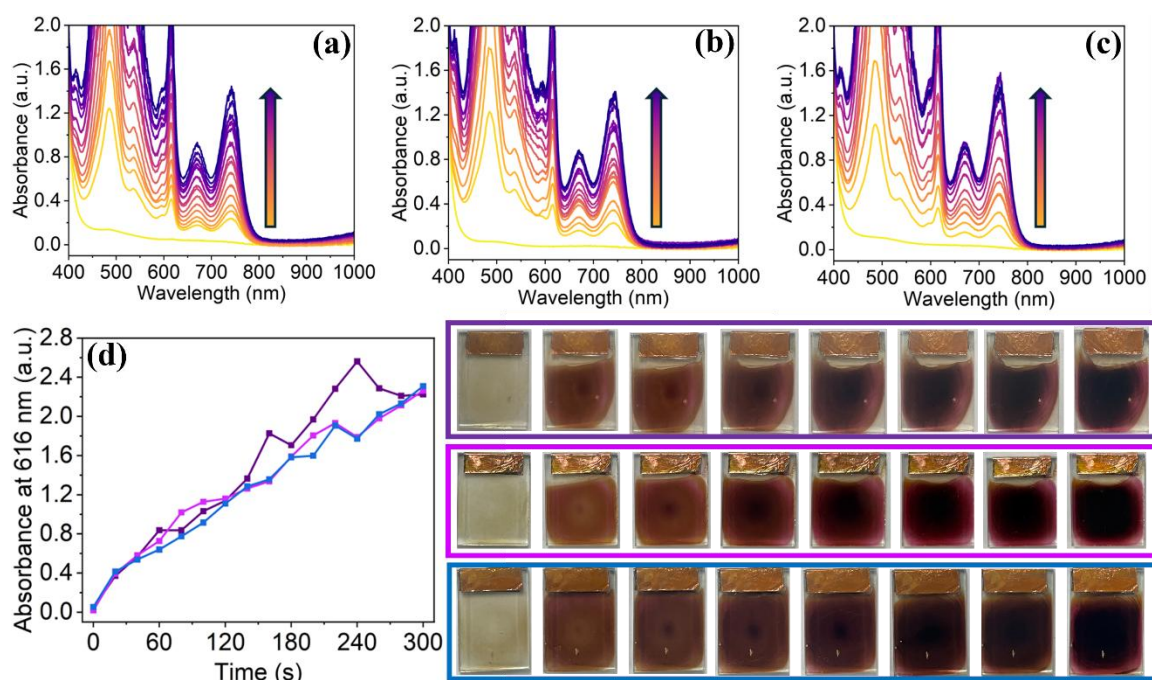 2.0
1.6
1.2
0.8
0.4
0.0
400 500 600 700 800 900 1000
Absorbance (a.u.)
Wavelength (nm)
(a)
2.0
1.6
1.2
0.8
0.4
0.0
400 500 600 700 800 900 1000
Absorbance (a.u.)
Wavelength (nm)
(b)
2.0
1.6
1.2
0.8
0.4
0.0
400 500 600 700 800 900 1000
Absorbance (a.u.)
Wavelength (nm)
(c)
2.8
2.4
2.0
1.6
1.2
0.8
0.4
0.0
0 60 120 180 240 300
Absorbance at 616 nm (a.u.)
Time (s)
(d)